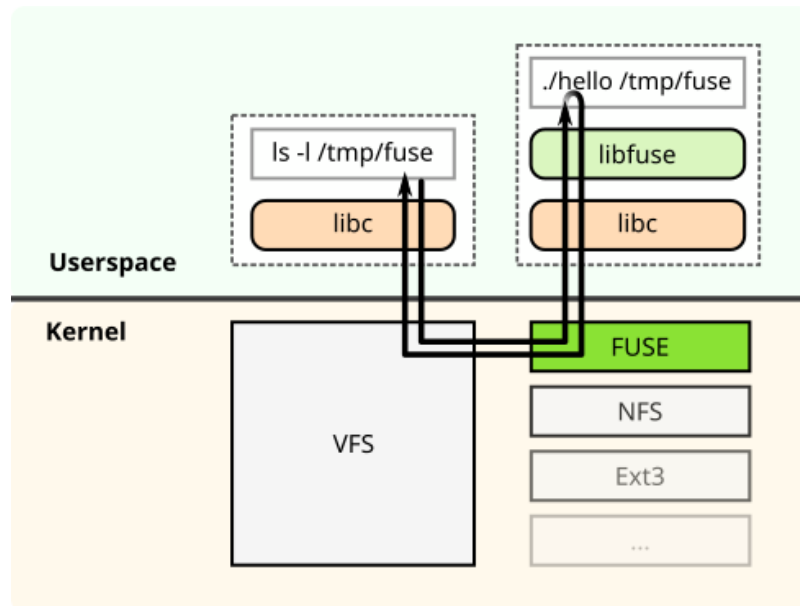 ./hello /tmp/fuse
ls -l /tmp/fuse
libfuse
libc
libc
Userspace
Kernel
FUSE
NFS
VFS
Ext3
...